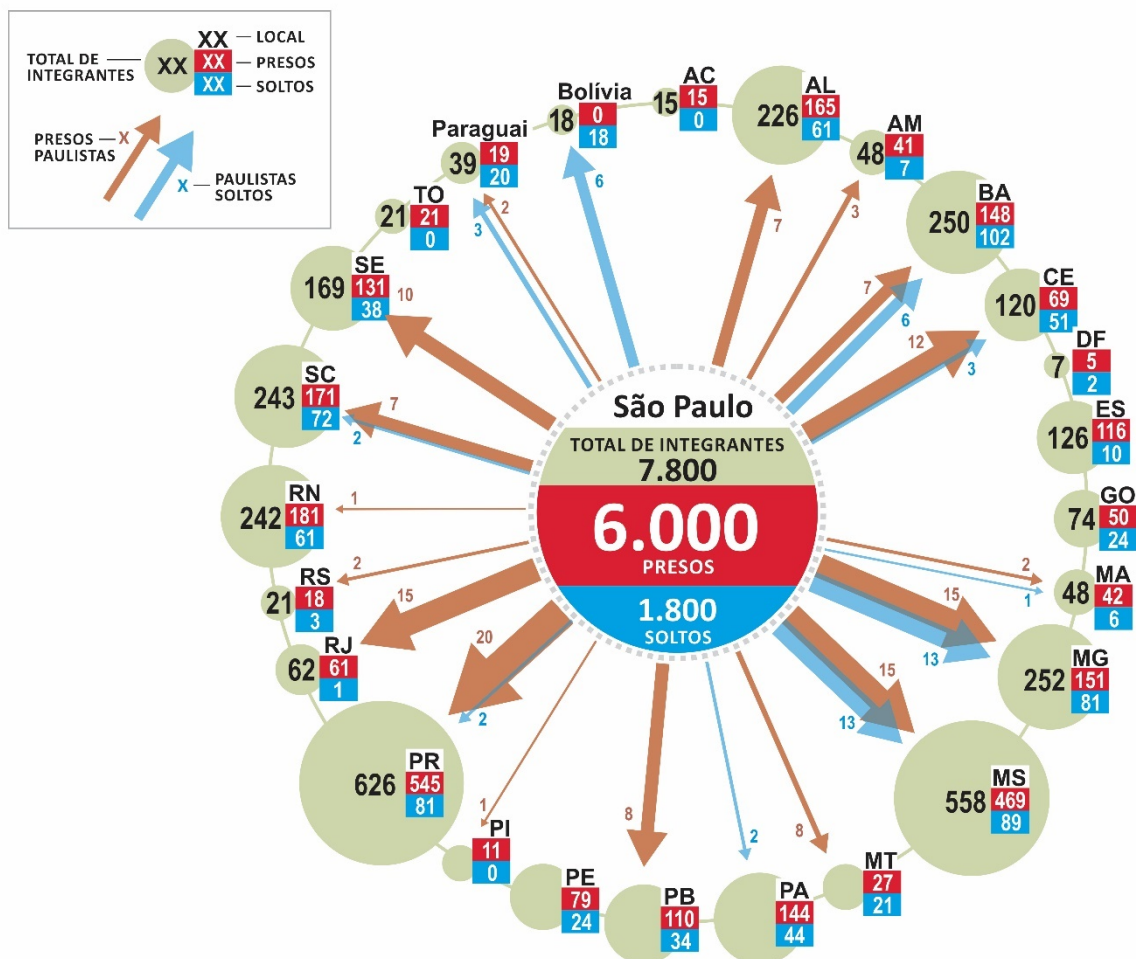 TOTAL DE
INTEGRANTES
XX
XX — LOCAL
XX — PRESOS
XX — SOLTOS
PRESOS — X
PAULISTAS
X — PAULISTAS
SOLTOS
São Paulo
TOTAL DE INTEGRANTES
7.800
6.000
PRESOS
1.800
SOLTOS
Bolívia
18
0
18
6
AC
15
15
0
AL
226
165
61
7
AM
48
41
7
3
BA
250
148
102
7
6
CE
120
69
51
12
3
DF
7
5
2
ES
126
116
10
GO
74
50
24
MA
48
42
6
2
1
MG
252
151
81
15
13
MS
558
469
89
15
13
MT
27
21
8
PA
144
44
2
PB
110
34
8
PE
79
24
PI
11
0
1
PR
626
545
81
20
2
RJ
62
61
1
15
RS
21
18
3
2
RN
242
181
61
1
SC
243
171
72
7
2
SE
169
131
38
10
TO
21
21
0
Paraguai
39
19
20
2
3